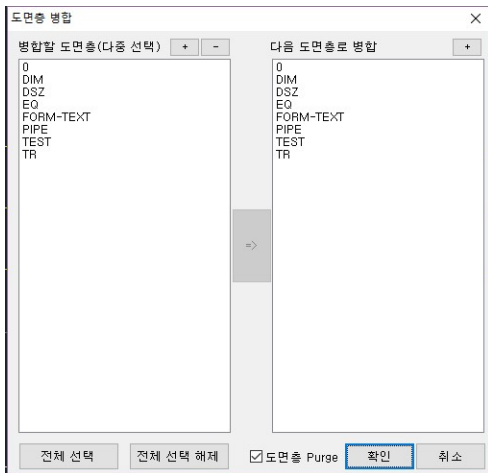 도면층 병합
병합할 도면층(다중 선택) + -
0
DIM
DSZ
EQ
FORM-TEXT
PIPE
TEST
TR
=>
다음 도면층로 병합 +
0
DIM
DSZ
EQ
FORM-TEXT
PIPE
TEST
TR
전체 선택 전체 선택 해제 도면층 Purge 확인 취소